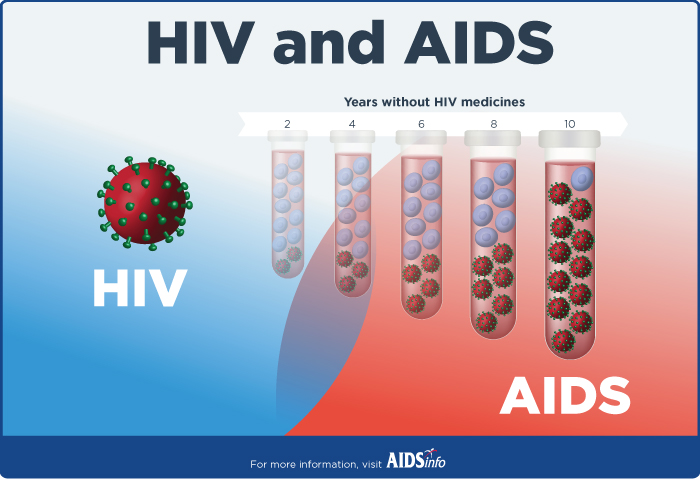 HIV and AIDS
Years without HIV medicines
2 4 6 8 10
HIV
AIDS
For more information, visit AIDSinfo